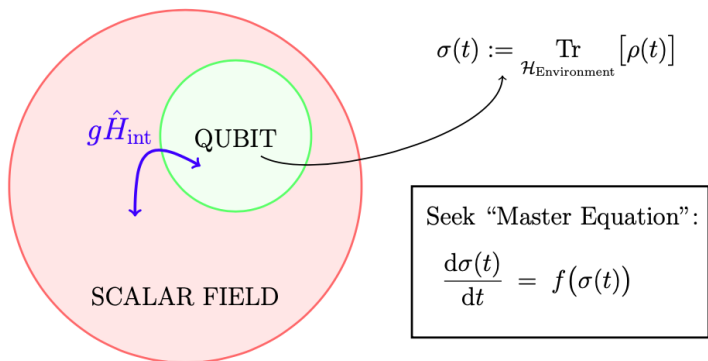 σ(t) := Tr_{ℋ_Environment} [ρ(t)]
gĤ_int
QUBIT
SCALAR FIELD
Seek “Master Equation”:
dσ(t)/dt = f(σ(t))